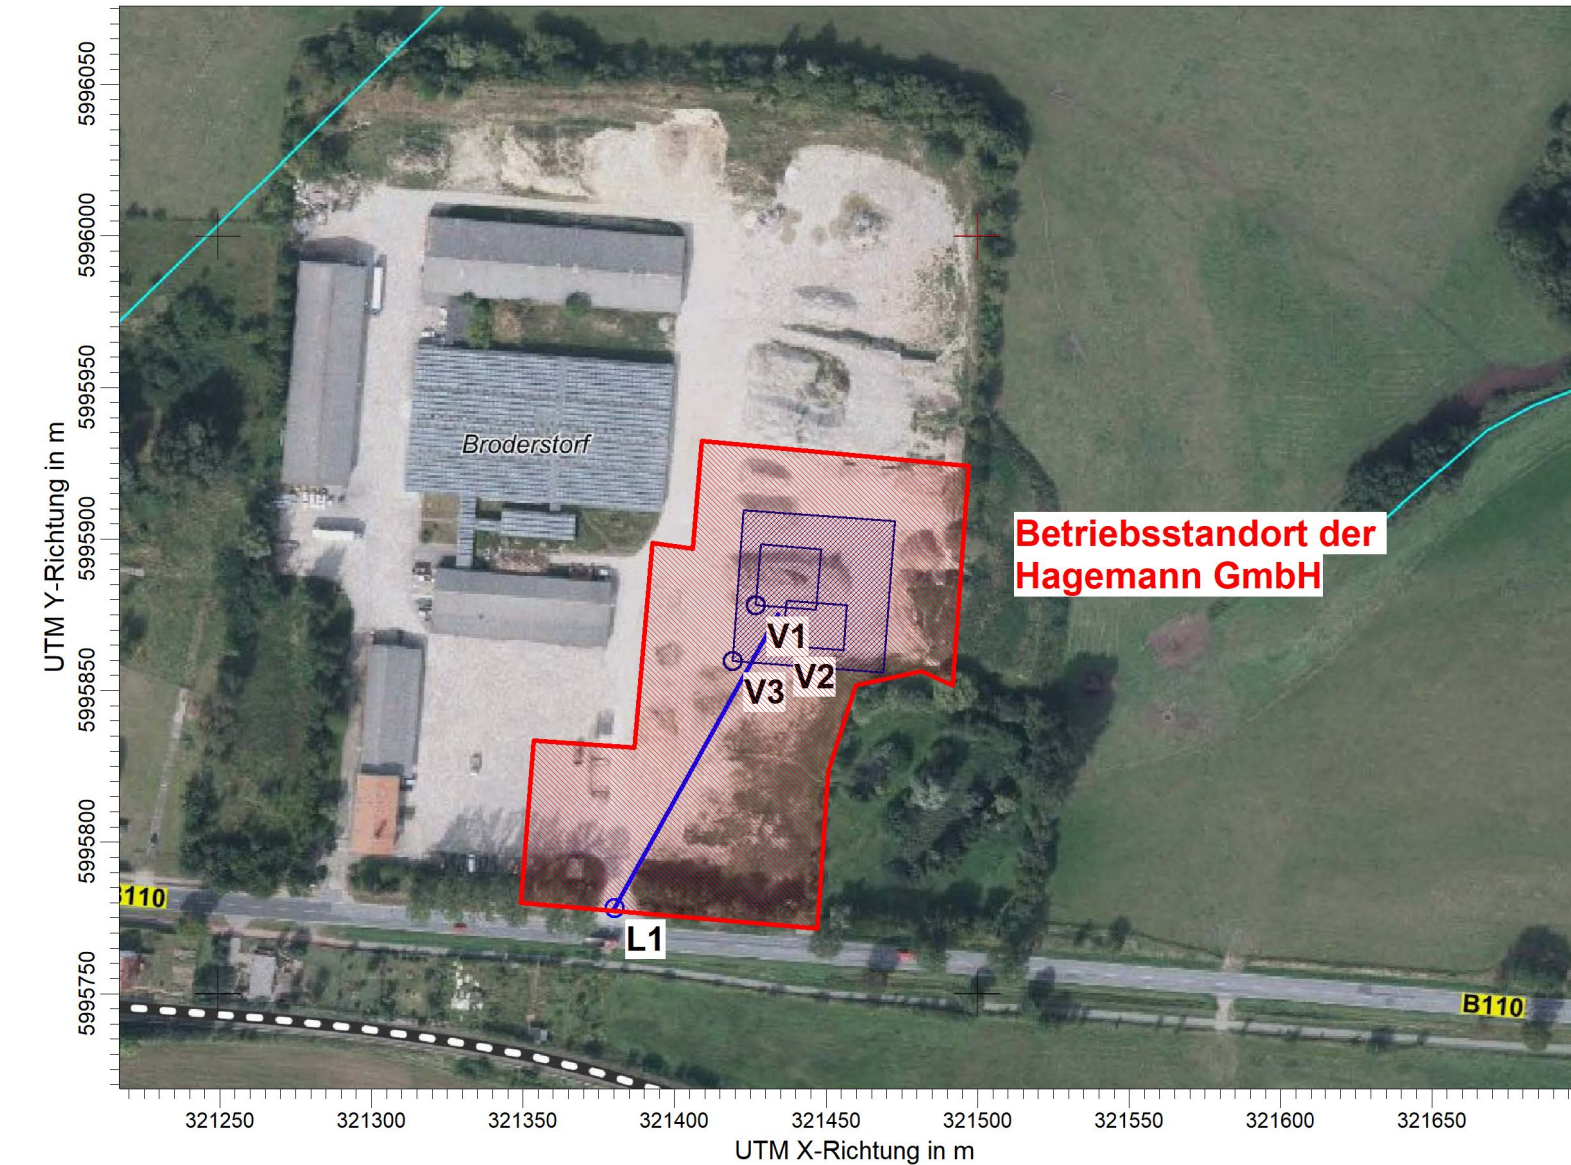 5996050
5996000
5995950
5995900
5995850
5995800
5995750
UTM Y-Richtung in m
Broderstorf
Betriebsstandort der
Hagemann GmbH
V1
V2
V3
L1
B110
B110
321250
321300
321350
321400
321450
321500
321550
321600
321650
UTM X-Richtung in m